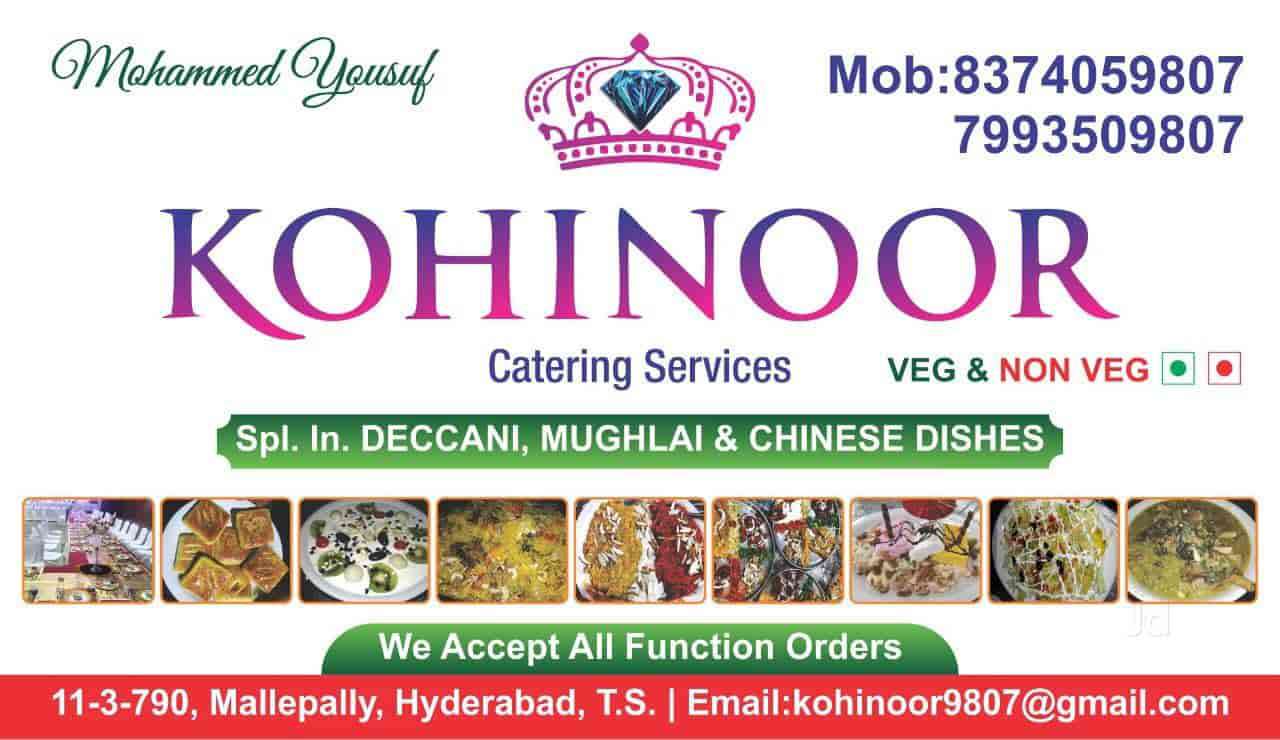 Mohammed Yousuf
Mob:8374059807
7993509807
KOHINOOR
Catering Services
VEG & NON VEG
Spl. In. DECCANI, MUGHLAI & CHINESE DISHES
Jd
We Accept All Function Orders
11-3-790, Mallepally, Hyderabad, T.S. | Email:kohinoor9807@gmail.com